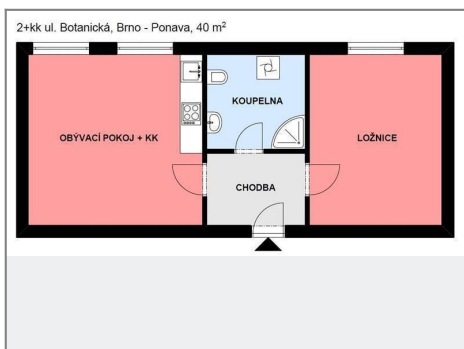 2+kk ul. Botanická, Brno - Ponava, 40 m²
KOUPELNA
OBÝVACÍ POKOJ + KK
LOŽNICE
CHODBA